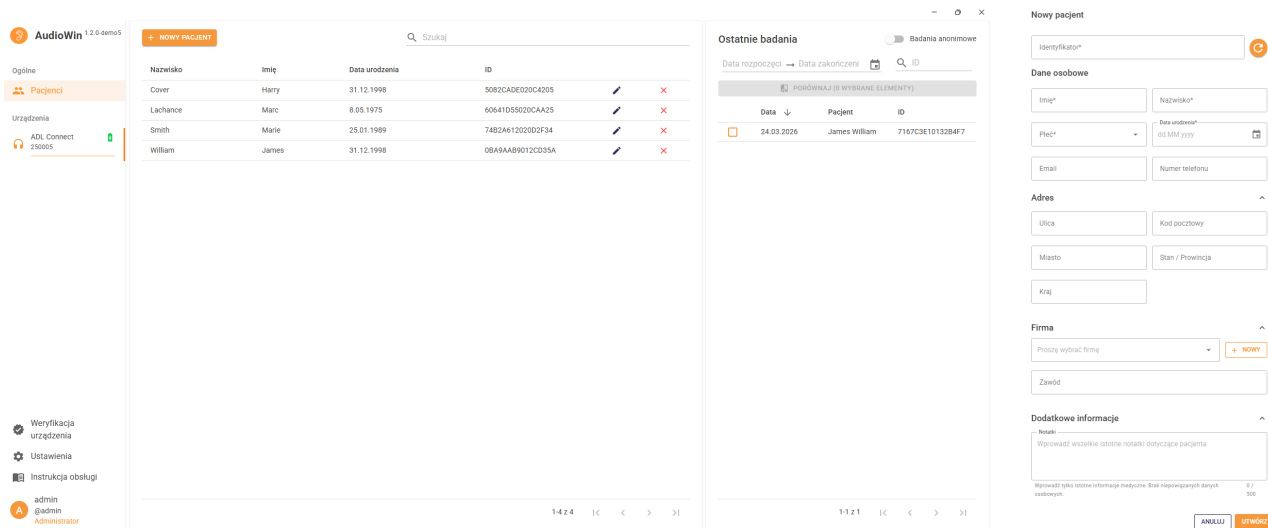 AudioWin 1.2.0-demo5
Ogólne
Pacjenci
Urządzenia
ADL Connect
250005
Weryfikacja
urządzenia
Ustawienia
Instrukcja obsługi
A
admin
@admin
Administrator
+ NOWY PACJENT
Szukaj
Nazwisko Imię Data urodzenia ID
Cover Harry 31.12.1998 5082CADE020C4205
Lachance Marc 8.05.1975 60641D55020CAA25
Smith Marie 25.01.1989 74B2A612020D2F34
William James 31.12.1998 0BA9AAB9012CD35A
1-4 z 4
Ostatnie badania
Badania anonimowe
Data rozpoczęci → Data zakończeni
ID
PORÓWNAJ (0 WYBRANE ELEMENTY)
Data ↓ Pacjent ID
24.03.2026 James William 7167C3E10132B4F7
1-1 z 1
Nowy pacjent
Identyfikator*
Dane osobowe
Imię* Nazwisko*
Płeć*
Data urodzenia*
dd.MM.yyyy
Email Numer telefonu
Adres
Ulica Kod pocztowy
Miasto Stan / Prowincja
Kraj
Firma
Proszę wybrać firmę
+ NOWY
Zawód
Dodatkowe informacje
Notatki
Wprowadź wszelkie istotne notatki dotyczące pacjenta
Wprowadź tylko istotne informacje medyczne. Brak niepowiązanych danych
osobowych.
0 /
500
ANULUJ UTWÓRZ